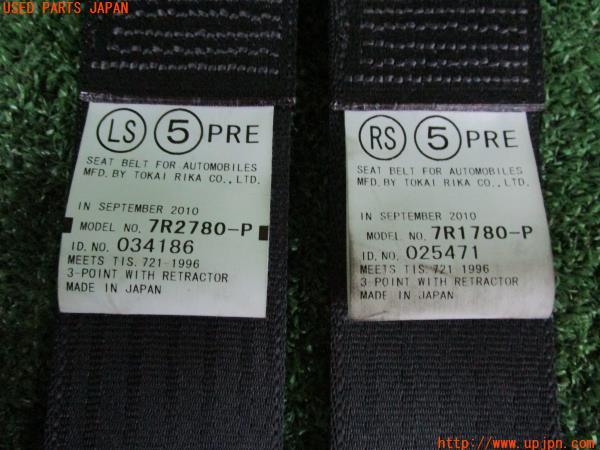 USED PARTS JAPAN
LS 5 PRE
SEAT BELT FOR AUTOMOBILES
MFD. BY TOKAI RIKA CO., LTD.
IN SEPTEMBER 2010
MODEL NO. 7R2780-P
ID. NO. 034186
MEETS TIS. 721-1996
3-POINT WITH RETRACTOR
MADE IN JAPAN
RS 5 PRE
SEAT BELT FOR AUTOMOBILES
MFD. BY TOKAI RIKA CO., LTD.
IN SEPTEMBER 2010
MODEL NO. 7R1780-P
ID. NO. 025471
MEETS TIS. 721-1996
3-POINT WITH RETRACTOR
MADE IN JAPAN
http://www.upjpn.com/